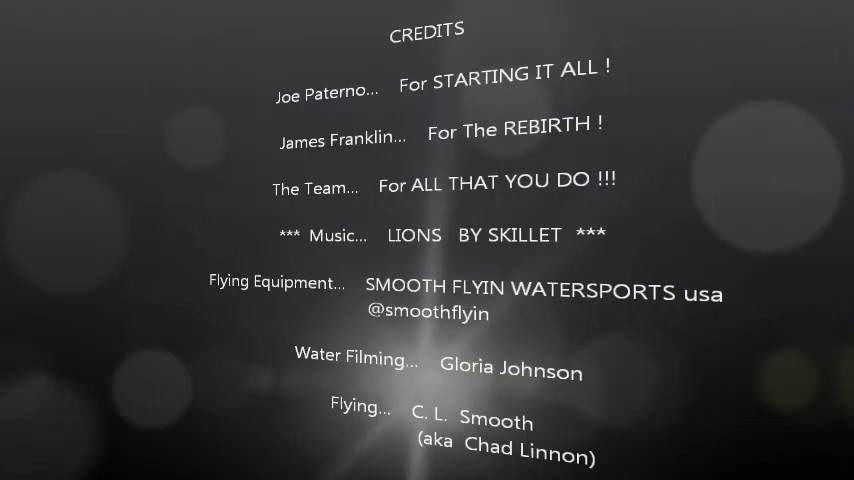 CREDITS
Joe Paterno... For STARTING IT ALL !
James Franklin... For The REBIRTH !
The Team... For ALL THAT YOU DO !!!
*** Music... LIONS BY SKILLET ***
Flying Equipment... SMOOTH FLYIN WATERSPORTS usa
@smoothflyin
Water Filming... Gloria Johnson
Flying... C. L. Smooth
(aka Chad Linnon)